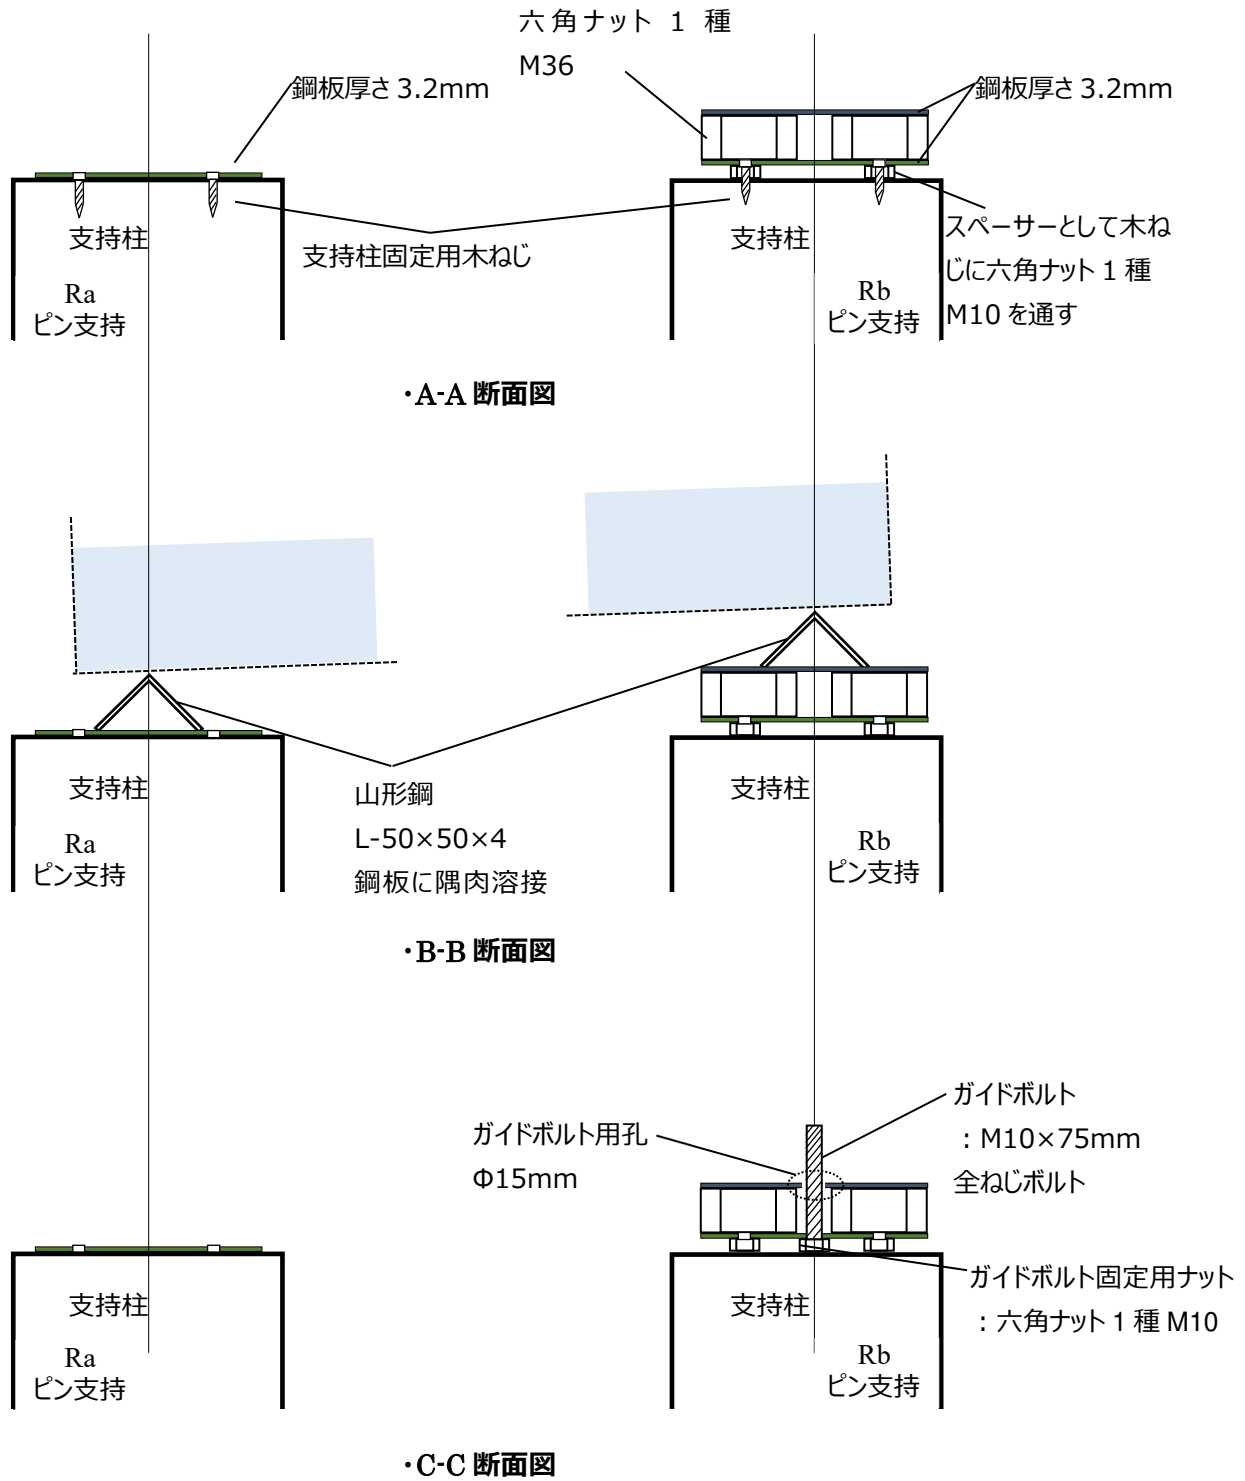 六角ナット 1 種
M36
鋼板厚さ 3.2mm
鋼板厚さ 3.2mm
支持柱
支持柱固定用木ねじ
Ra
ピン支持
支持柱
スペーサーとして木ね
じに六角ナット 1 種
M10 を通す
Rb
ピン支持
・A-A 断面図
支持柱
Ra
ピン支持
山形鋼
L-50×50×4
鋼板に隅肉溶接
支持柱
Rb
ピン支持
・B-B 断面図
ガイドボルト用孔
Φ15mm
ガイドボルト
：M10×75mm
全ねじボルト
支持柱
Ra
ピン支持
支持柱
ガイドボルト固定用ナット
：六角ナット 1 種 M10
Rb
ピン支持
・C-C 断面図